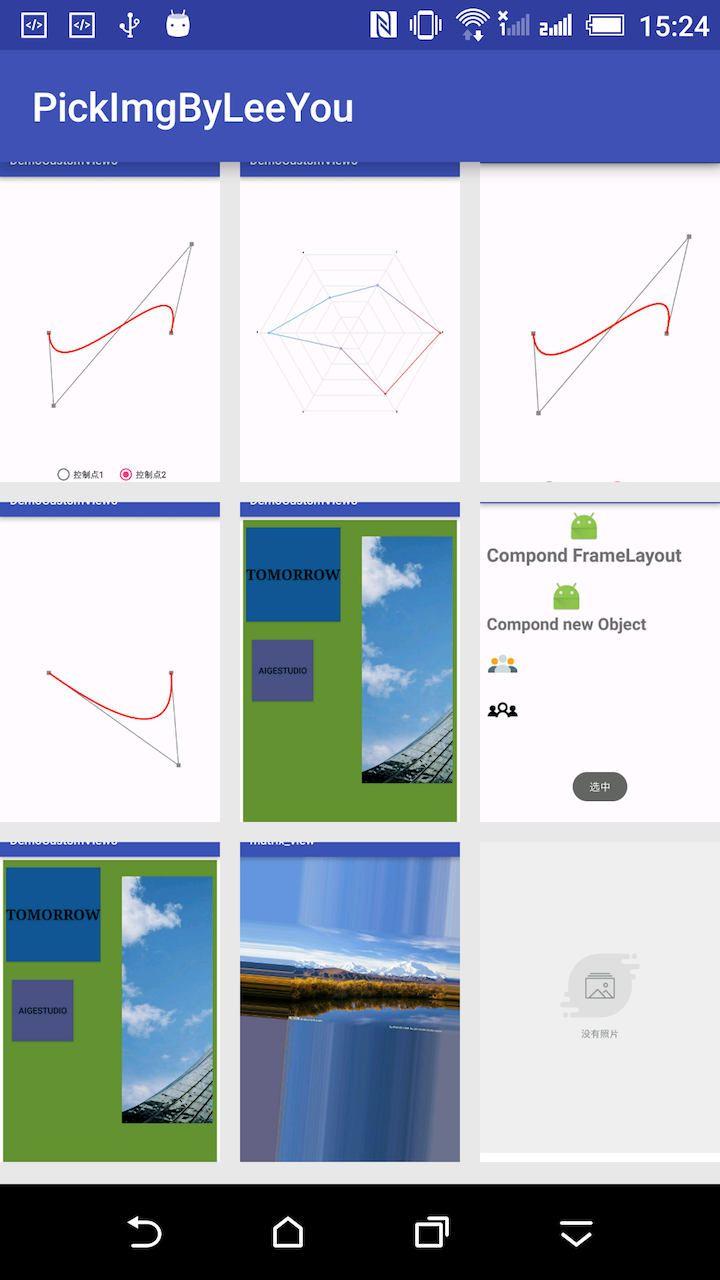 15:24
PickImgByLeeYou
控制点1
控制点2
TOMORROW
AIGESTUDIO
Compond FrameLayout
Compond new Object
选中
TOMORROW
AIGESTUDIO
matrix_view
没有照片